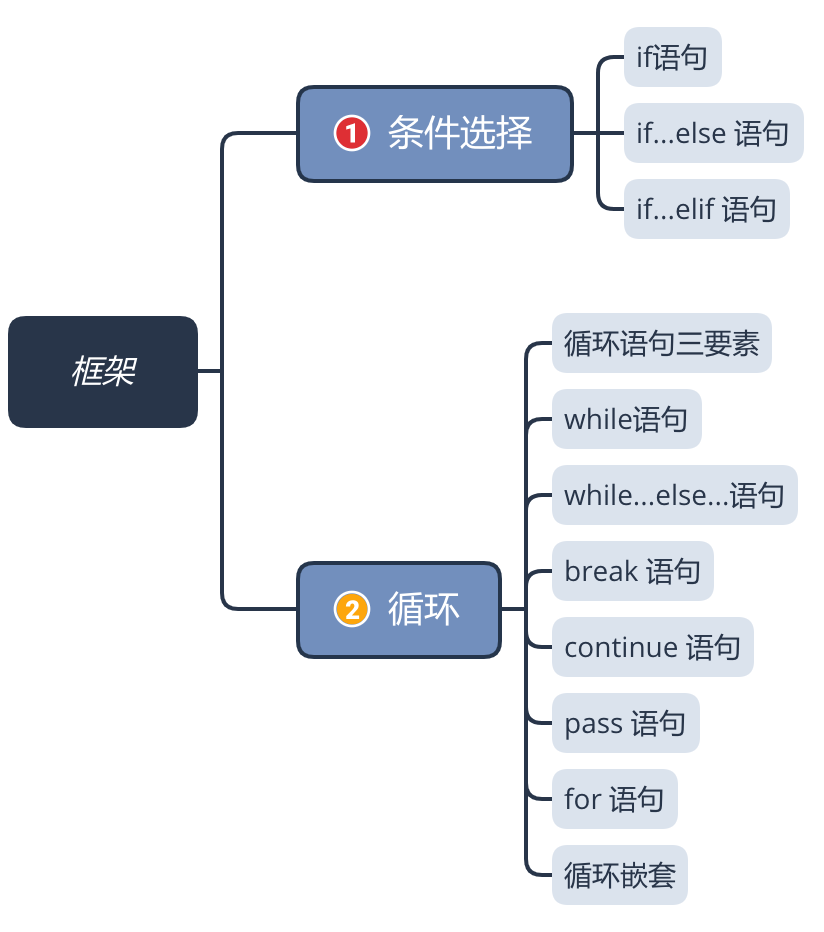 框架
1 条件选择
if语句
if...else 语句
if...elif 语句
2 循环
循环语句三要素
while语句
while...else...语句
break 语句
continue 语句
pass 语句
for 语句
循环嵌套